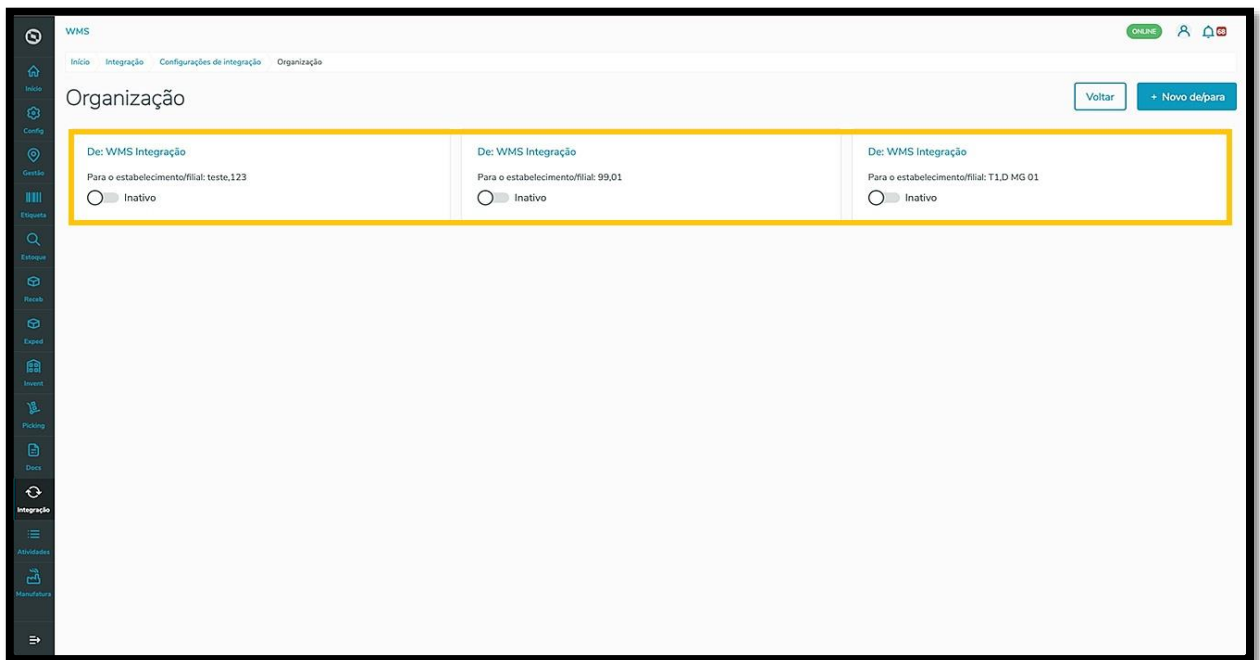 WMS
ONLINE
68
Início Integração Configurações de integração Organização
Organização
Voltar
+ Novo de/para
De: WMS Integração
Para o estabelecimento/filial: teste,123
Inativo
De: WMS Integração
Para o estabelecimento/filial: 99,01
Inativo
De: WMS Integração
Para o estabelecimento/filial: T1,D MG 01
Inativo
Início
Config
Gestão
Etiqueta
Estoque
Receb
Exped
Invent
Picking
Docs
Integração
Atividades
Manufatura